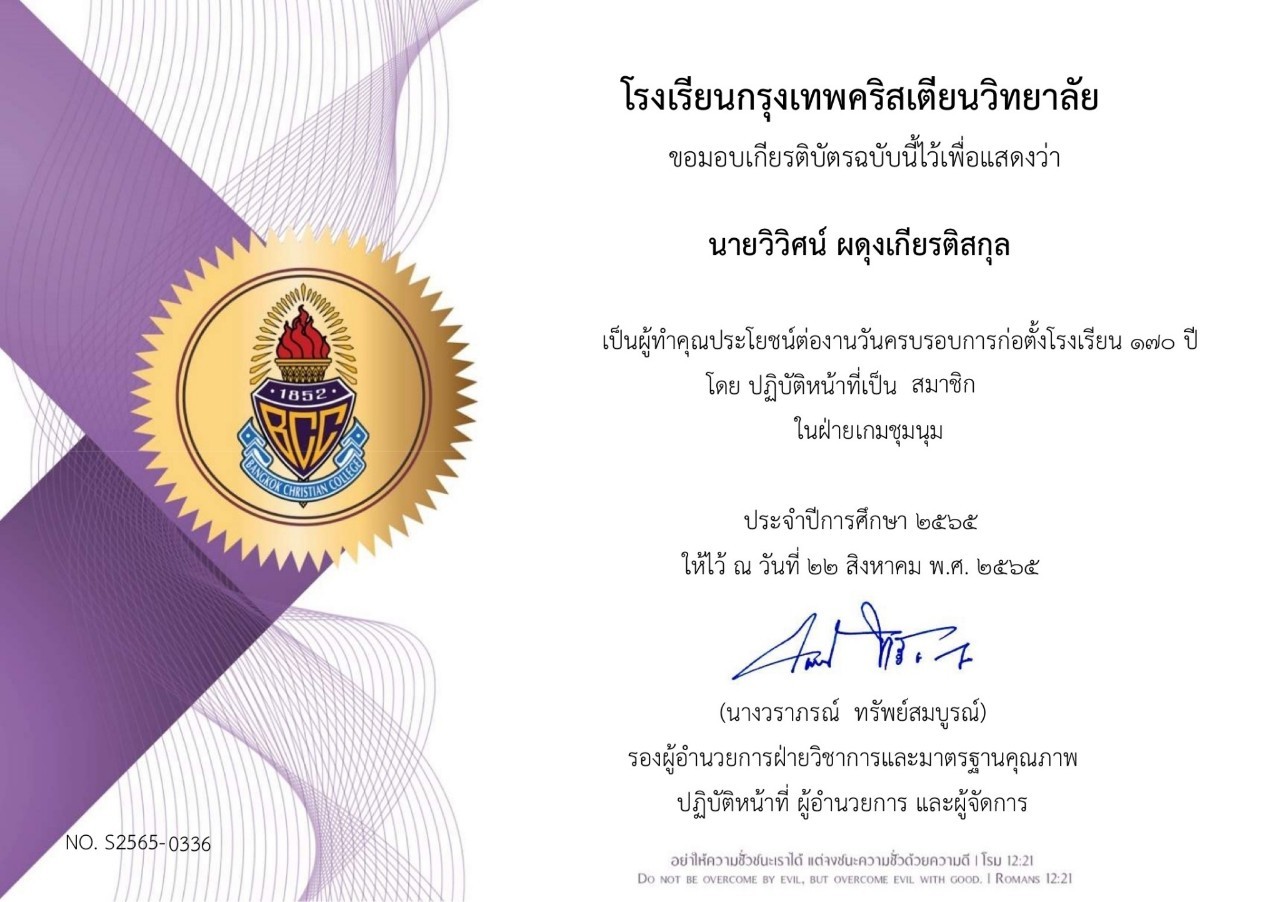 โรงเรียนกรุงเทพคริสเตียนวิทยาลัย
ขอมอบเกียรติบัตรฉบับนี้ไว้เพื่อแสดงว่า
นายวิวิศน์ ผดุงเกียรติสกุล
เป็นผู้ทำคุณประโยชน์ต่องานวันครบรอบการก่อตั้งโรงเรียน ๑๗๐ ปี
โดย ปฏิบัติหน้าที่เป็น สมาชิก
ในฝ่ายเกมชุมนุม
ประจำปีการศึกษา ๒๕๖๕
ให้ไว้ ณ วันที่ ๒๒ สิงหาคม พ.ศ. ๒๕๖๕
(นางวราภรณ์ ทรัพย์สมบูรณ์)
รองผู้อำนวยการฝ่ายวิชาการและมาตรฐานคุณภาพ
ปฏิบัติหน้าที่ ผู้อำนวยการ และผู้จัดการ
อย่าให้ความชั่วชนะเราได้ แต่จงชนะความชั่วด้วยความดี | โรม 12:21
DO NOT BE OVERCOME BY EVIL, BUT OVERCOME EVIL WITH GOOD. | ROMANS 12:21
·1852·
BCC
BANGKOK CHRISTIAN COLLEGE
NO. S2565-0336